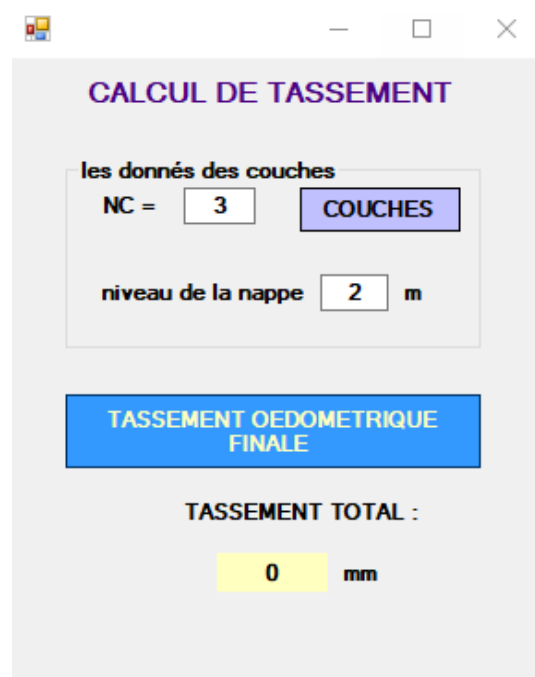 CALCUL DE TASSEMENT
les donnés des couches
NC = 3 COUCHES
niveau de la nappe 2 m
TASSEMENT OEDOMETRIQUE
FINALE
TASSEMENT TOTAL :
0 mm